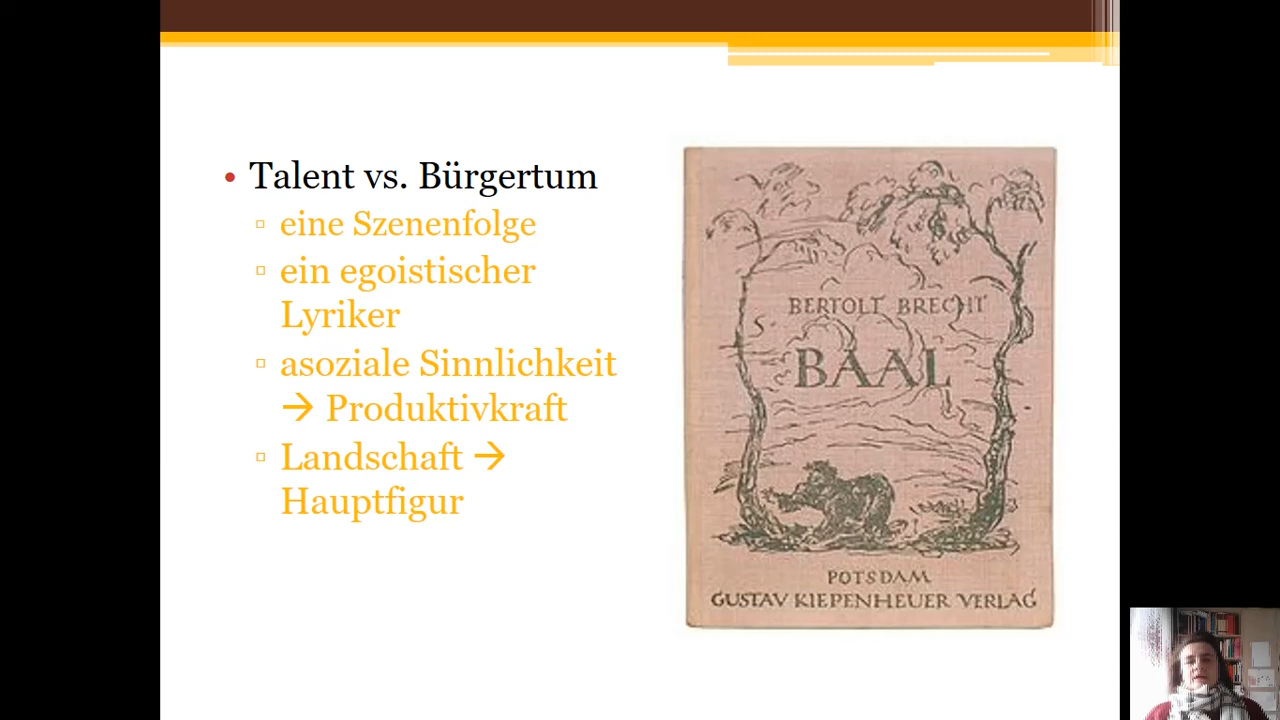 Talent vs. Bürgertum
eine Szenenfolge
ein egoistischer
Lyriker
asoziale Sinnlichkeit
→ Produktivkraft
Landschaft →
Hauptfigur
BERTOLT BRECHT
BAAL
POTSDAM
GUSTAV KIEPENHEUER VERLAG